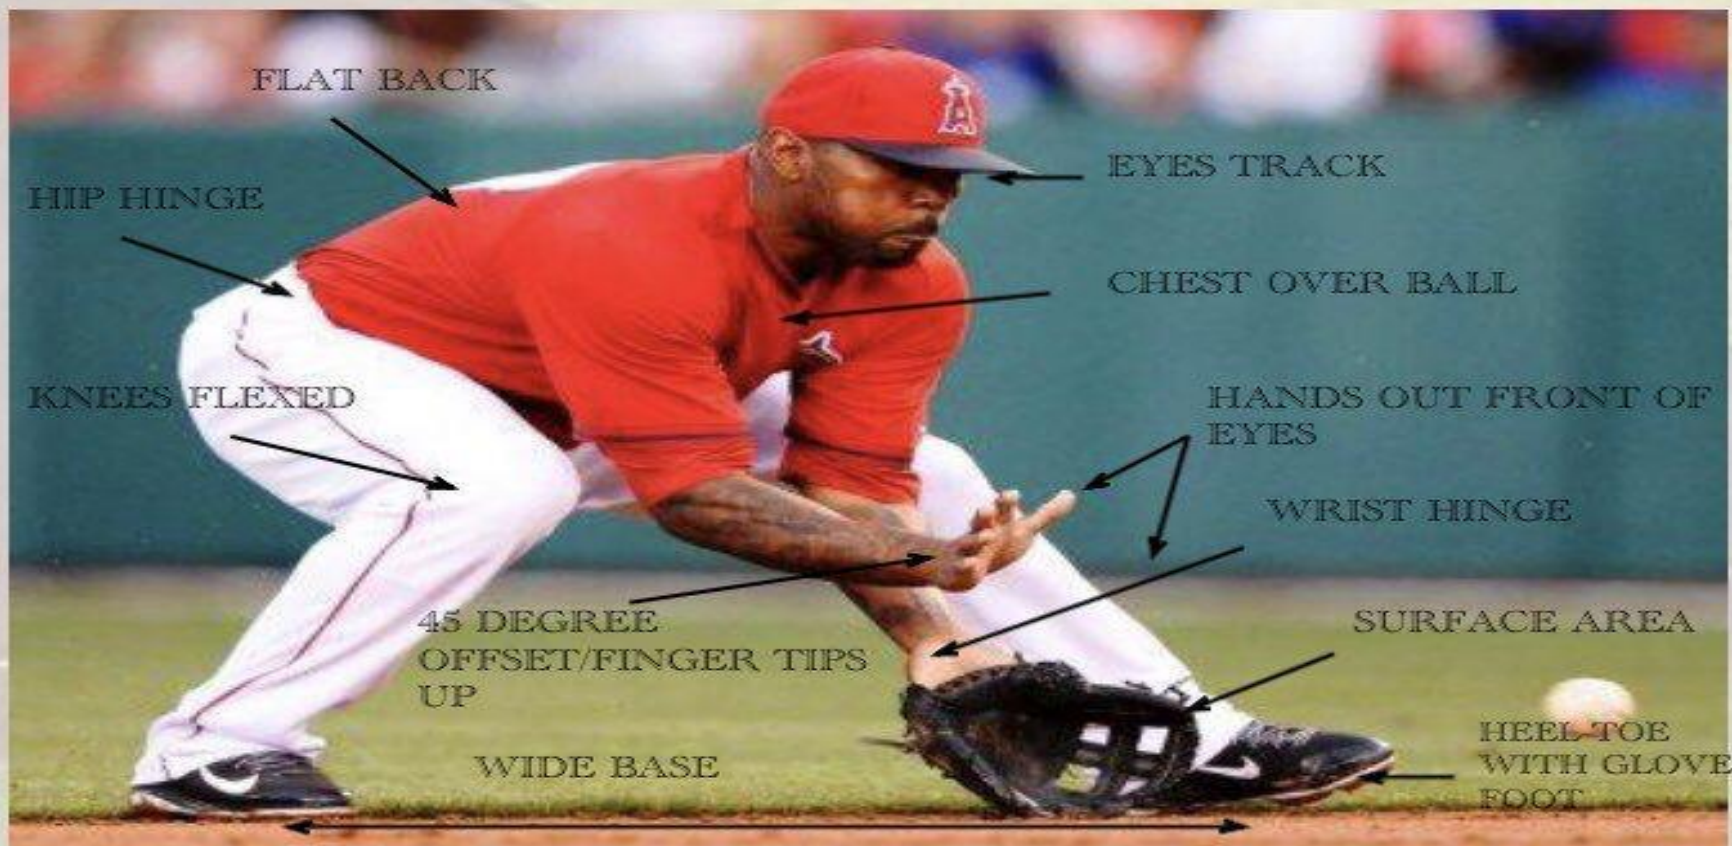 FLAT BACK
EYES TRACK
HIP HINGE
CHEST OVER BALL
KNEES FLEXED
HANDS OUT FRONT OF
EYES
WRIST HINGE
45 DEGREE
OFFSET/FINGER TIPS
UP
SURFACE AREA
WIDE BASE
HEEL TOE
WITH GLOVE
FOOT
A